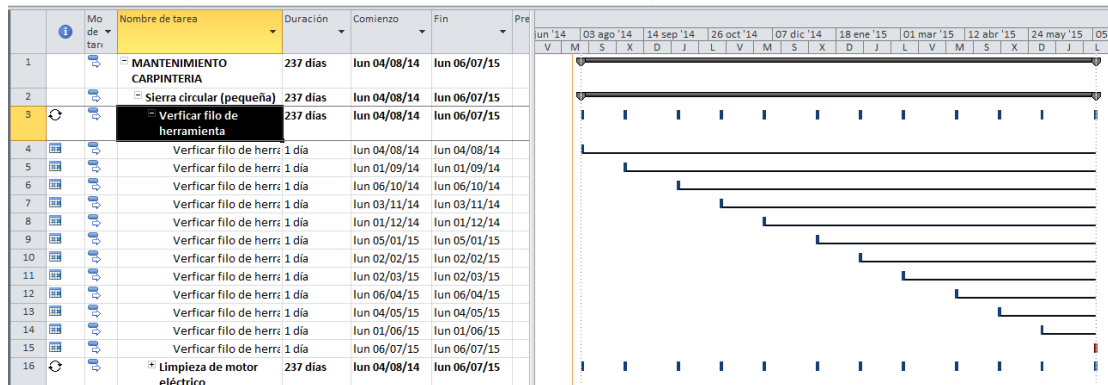 Mo de tarı Nombre de tarea Duración Comienzo Fin Pre
jun '14 03 ago '14 14 sep '14 26 oct '14 07 dic '14 18 ene '15 01 mar '15 12 abr '15 24 may '15 05
V M S X D J L V M S X D J L V M S X D J L
1 MANTENIMIENTO CARPINTERIA 237 días lun 04/08/14 lun 06/07/15
2 Sierra circular (pequeña) 237 días lun 04/08/14 lun 06/07/15
3 Verficar filo de herramienta 237 días lun 04/08/14 lun 06/07/15
4 Verficar filo de herra 1 día lun 04/08/14 lun 04/08/14
5 Verficar filo de herra 1 día lun 01/09/14 lun 01/09/14
6 Verficar filo de herra 1 día lun 06/10/14 lun 06/10/14
7 Verficar filo de herra 1 día lun 03/11/14 lun 03/11/14
8 Verficar filo de herra 1 día lun 01/12/14 lun 01/12/14
9 Verficar filo de herra 1 día lun 05/01/15 lun 05/01/15
10 Verficar filo de herra 1 día lun 02/02/15 lun 02/02/15
11 Verficar filo de herra 1 día lun 02/03/15 lun 02/03/15
12 Verficar filo de herra 1 día lun 06/04/15 lun 06/04/15
13 Verficar filo de herra 1 día lun 04/05/15 lun 04/05/15
14 Verficar filo de herra 1 día lun 01/06/15 lun 01/06/15
15 Verficar filo de herra 1 día lun 06/07/15 lun 06/07/15
16 Limpieza de motor eléctrico 237 días lun 04/08/14 lun 06/07/15